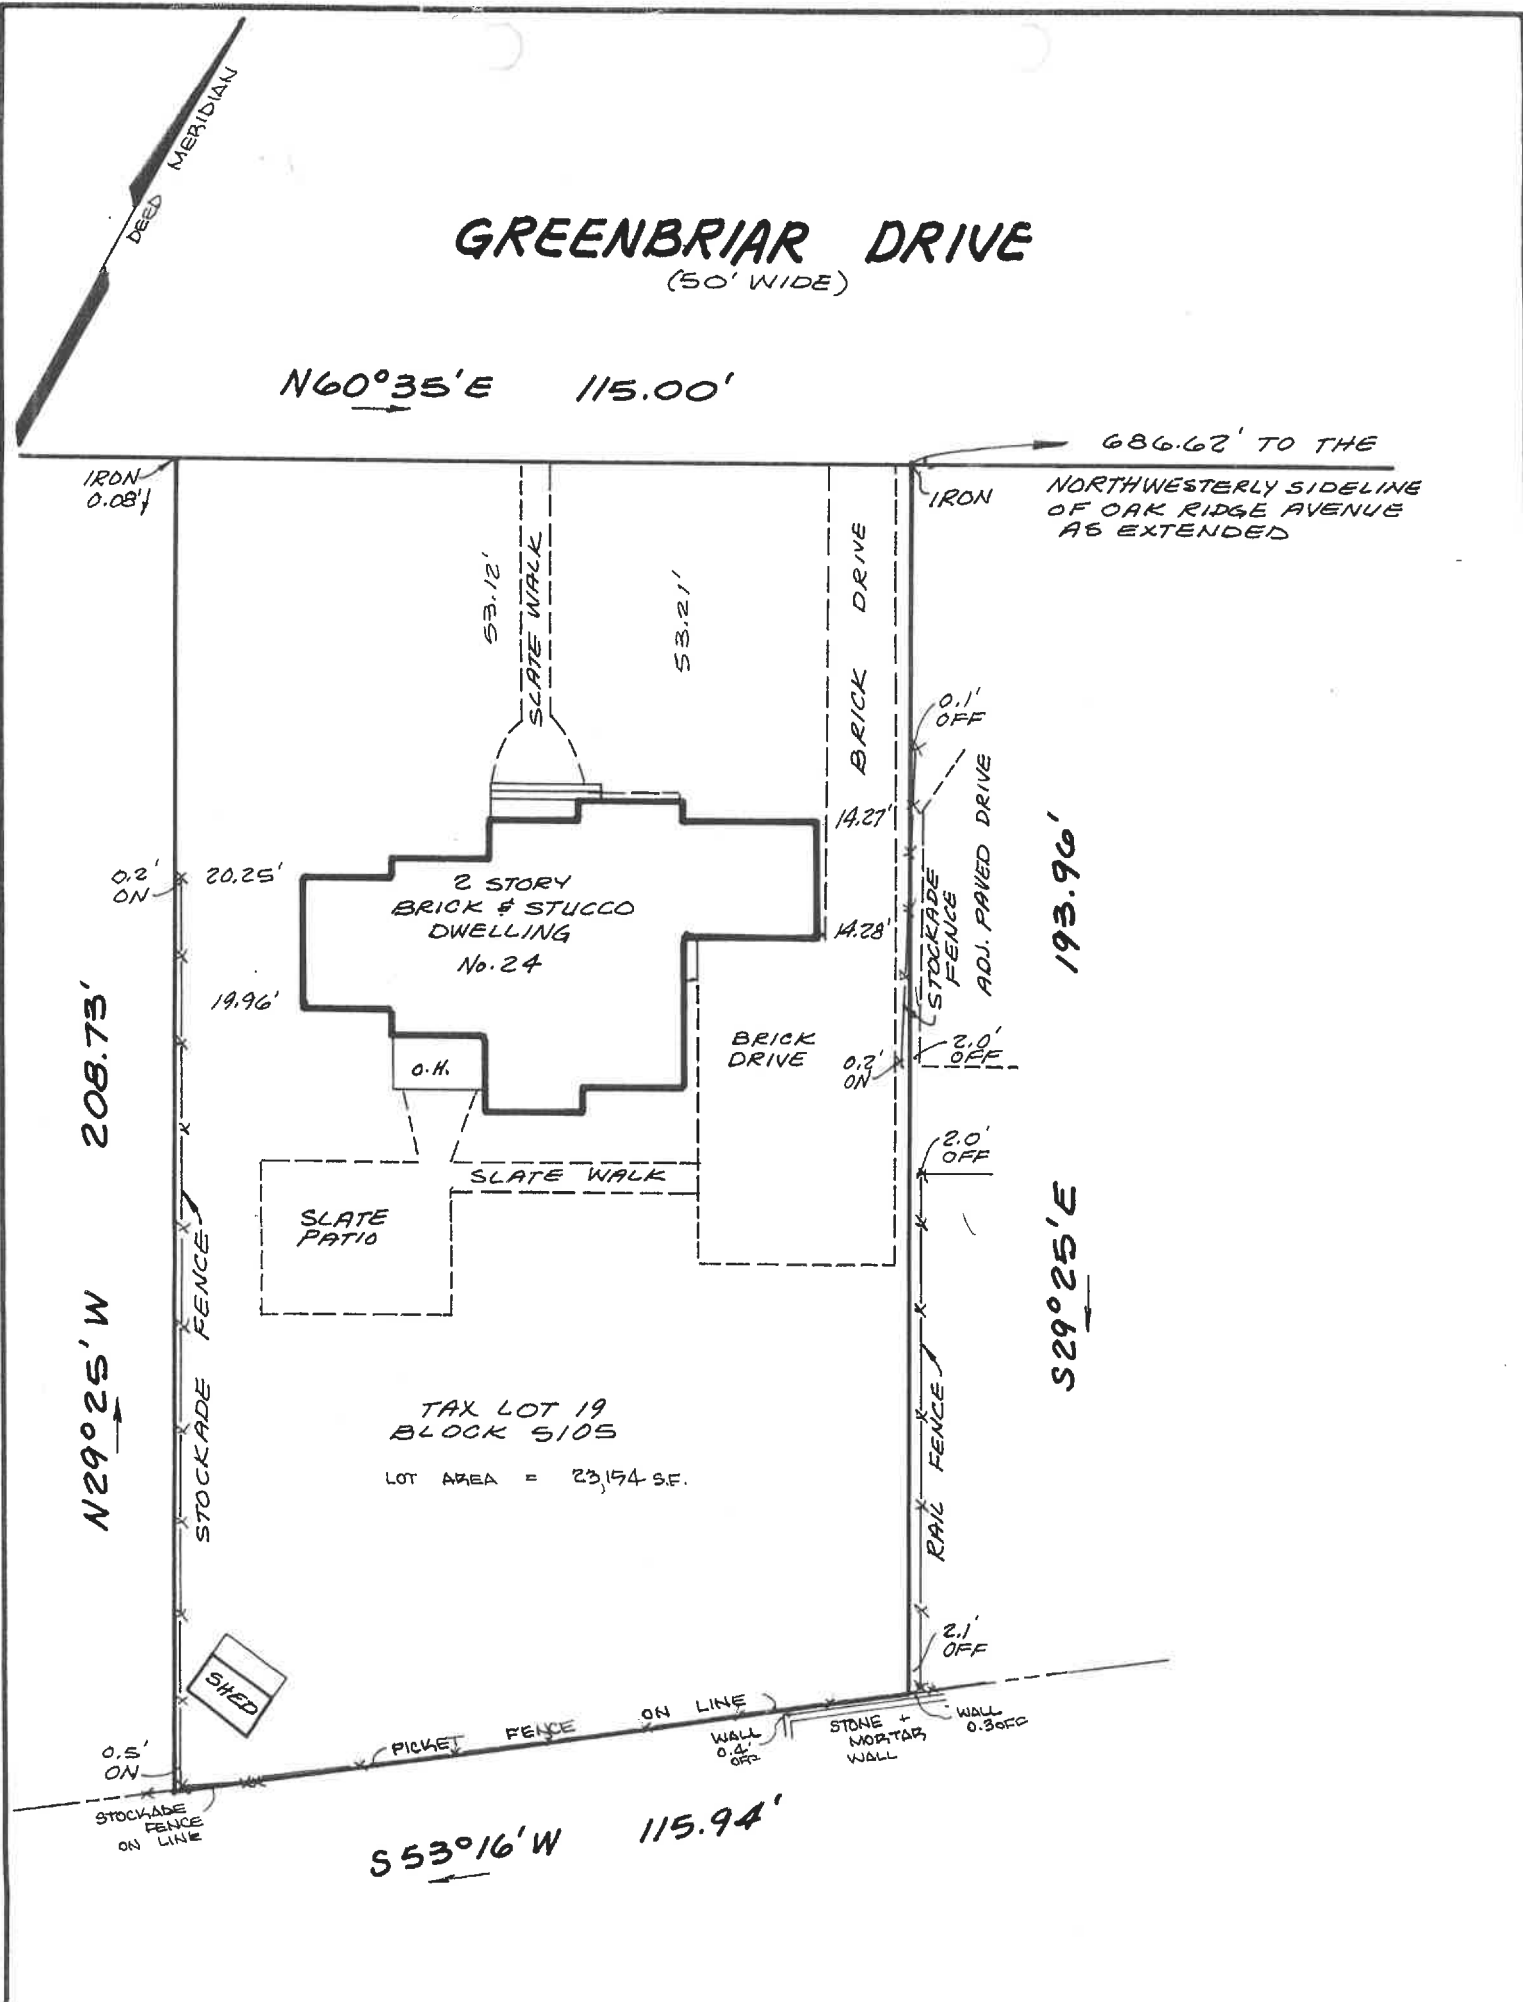 DEED MERIDIAN
GREENBRIAR DRIVE
(50' WIDE)
N60°35'E 115.00'
686.62' TO THE
NORTHWESTERLY SIDELINE
OF OAK RIDGE AVENUE
AS EXTENDED
IRON
0.08'
IRON
53.12'
SLATE WALK
53.21'
BRICK DRIVE
0.1'
OFF
14.27'
ADJ. PAVED DRIVE
193.96'
0.2'
ON
20.25'
2 STORY
BRICK & STUCCO
DWELLING
No. 24
14.28'
STOCKADE
FENCE
19.96'
208.73'
O.H.
BRICK
DRIVE
0.2'
ON
2.0'
OFF
2.0'
OFF
SLATE WALK
SLATE
PATIO
STOCKADE FENCE
S29°25'E
N29°25'W
RAIL FENCE
TAX LOT 19
BLOCK 5105
LOT AREA = 23,154 S.F.
2.1'
OFF
SHED
PICKET FENCE ON LINE
WALL
0.4'
OFF
STONE +
MORTAR
WALL
WALL
0.3 OFF
0.5'
ON
STOCKADE
FENCE
ON LINE
S53°16'W 115.94'